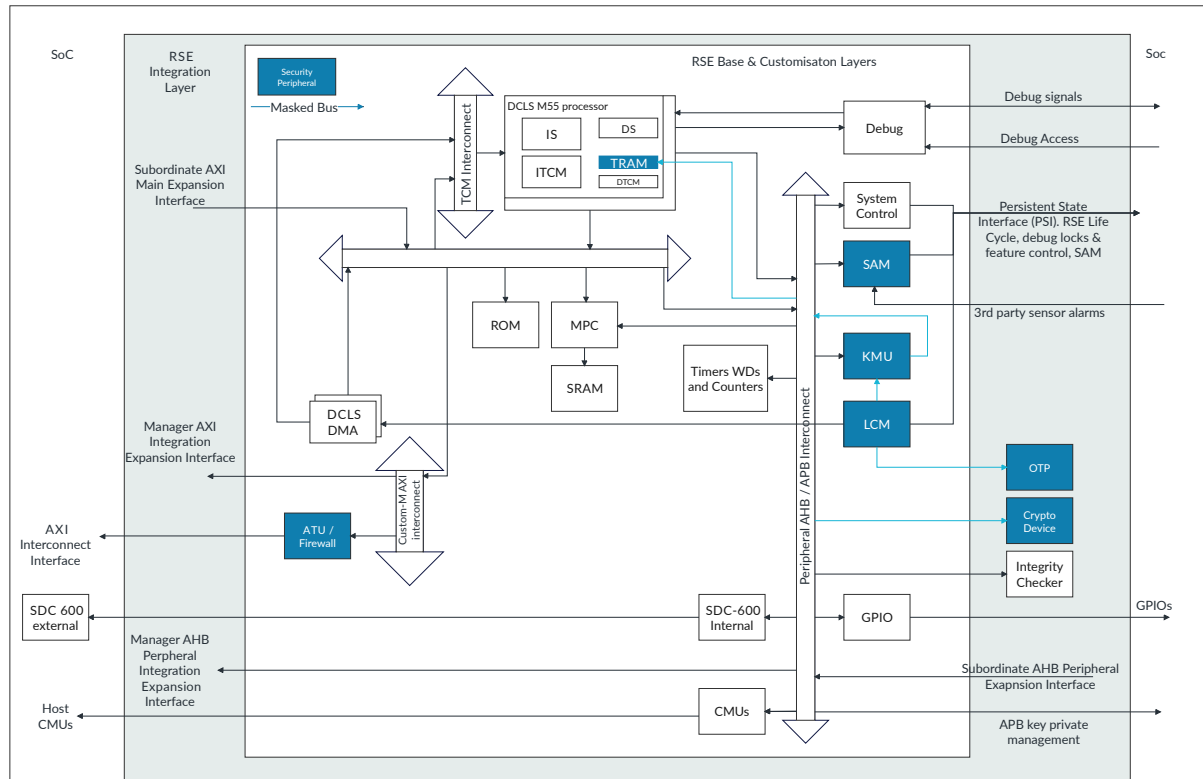 SoC
RSE
Integration
Layer
Security
Peripheral
Masked Bus
RSE Base & Customisaton Layers
Soc
TCM Interconnect
DCLS M55 processor
IS
DS
ITCM
TRAM
DTCM
Debug
Debug signals
Debug Access
Subordinate AXI
Main Expansion
Interface
System
Control
Persistent State
Interface (PSI). RSE Life
Cycle, debug locks &
feature control, SAM
SAM
3rd party sensor alarms
ROM
MPC
KMU
SRAM
Timers WDs
and Counters
DCLS
DMA
LCM
Manager AXI
Integration
Expansion Interface
Custom-M AXI
interconnect
Peripheral AHB / APB Interconnect
OTP
ATU /
Firewall
Crypto
Device
AXI
Interconnect
Interface
Integrity
Checker
SDC 600
external
SDC-600
Internal
GPIO
GPIOs
Manager AHB
Perpheral
Integration
Expansion
Interface
Subordinate AHB Peripheral
Exapnsion Interface
Host
CMUs
CMUs
APB key private
management